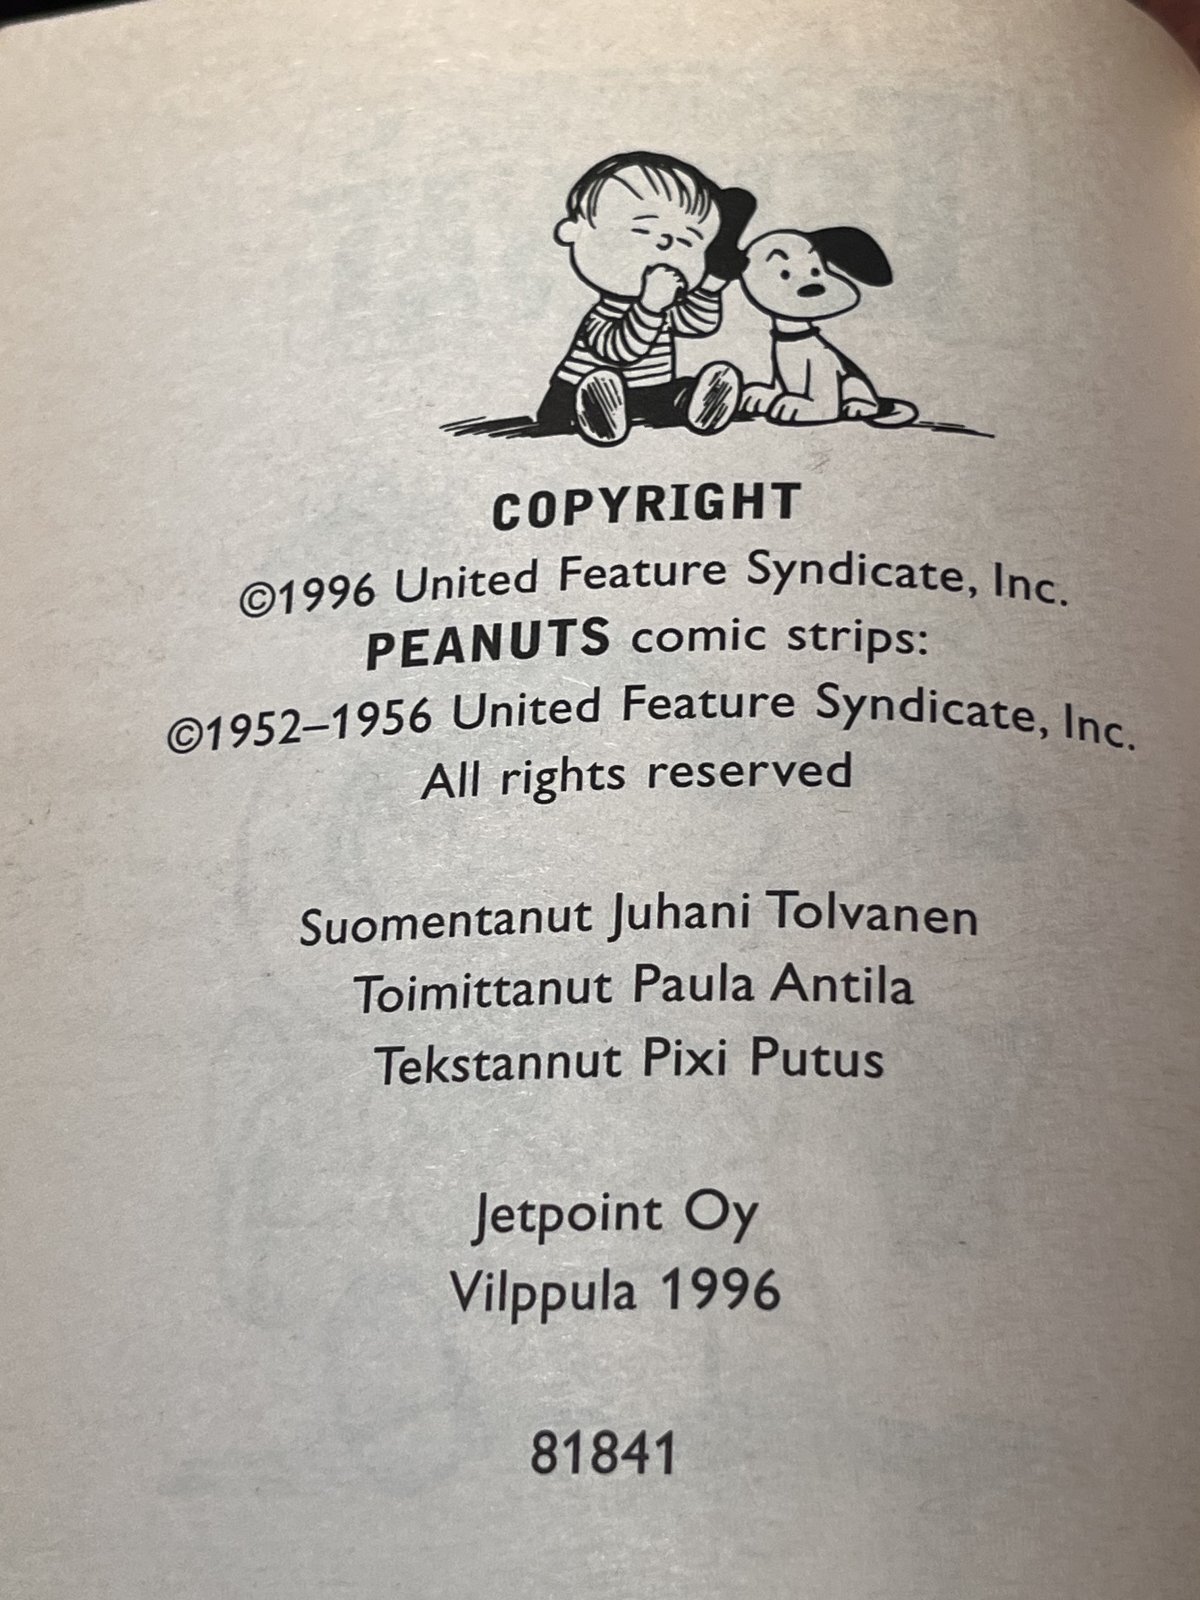 COPYRIGHT
©1996 United Feature Syndicate, Inc.
PEANUTS comic strips:
©1952–1956 United Feature Syndicate, Inc.
All rights reserved
Suomentanut Juhani Tolvanen
Toimittanut Paula Antila
Tekstannut Pixi Putus
Jetpoint Oy
Vilppula 1996
81841